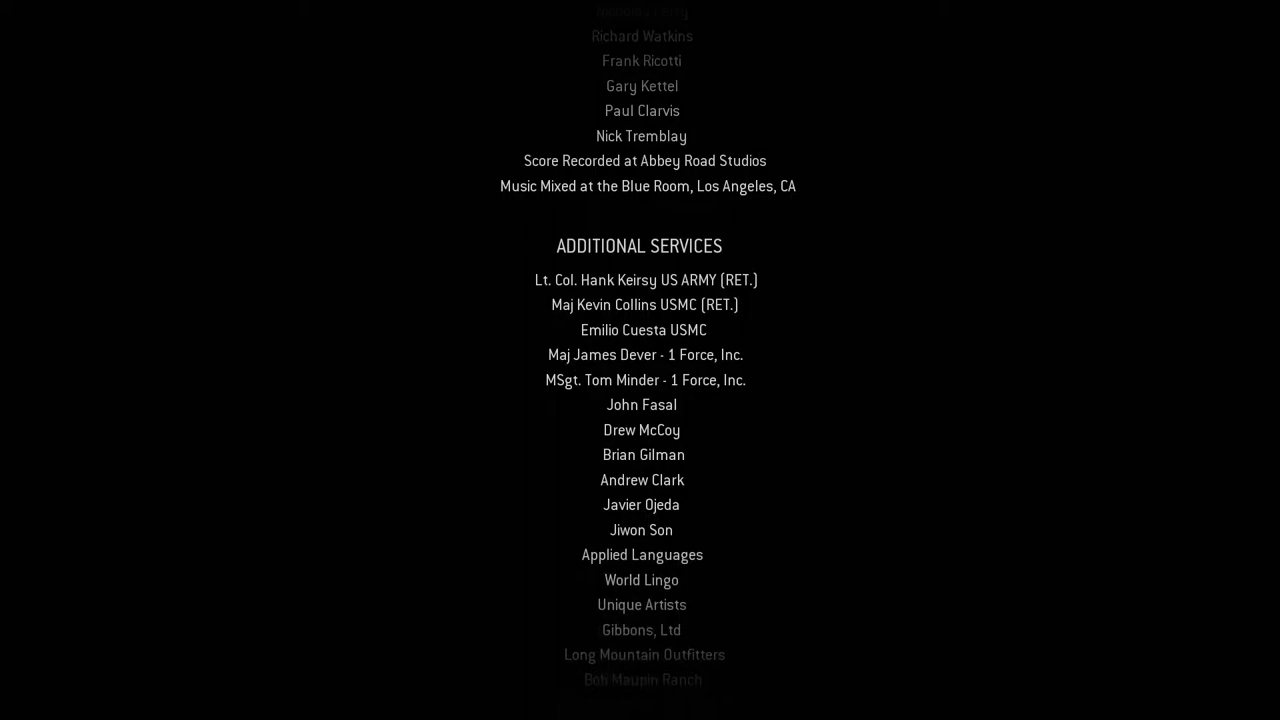 Richard Watkins
Frank Ricotti
Gary Kettel
Paul Clarvis
Nick Tremblay
Score Recorded at Abbey Road Studios
Music Mixed at the Blue Room, Los Angeles, CA
ADDITIONAL SERVICES
Lt. Col. Hank Keirsy US ARMY (RET.)
Maj Kevin Collins USMC (RET.)
Emilio Cuesta USMC
Maj James Dever - 1 Force, Inc.
MSgt. Tom Minder - 1 Force, Inc.
John Fasal
Drew McCoy
Brian Gilman
Andrew Clark
Javier Ojeda
Jiwon Son
Applied Languages
World Lingo
Unique Artists
Gibbons, Ltd
Long Mountain Outfitters
Bob Maupin Ranch